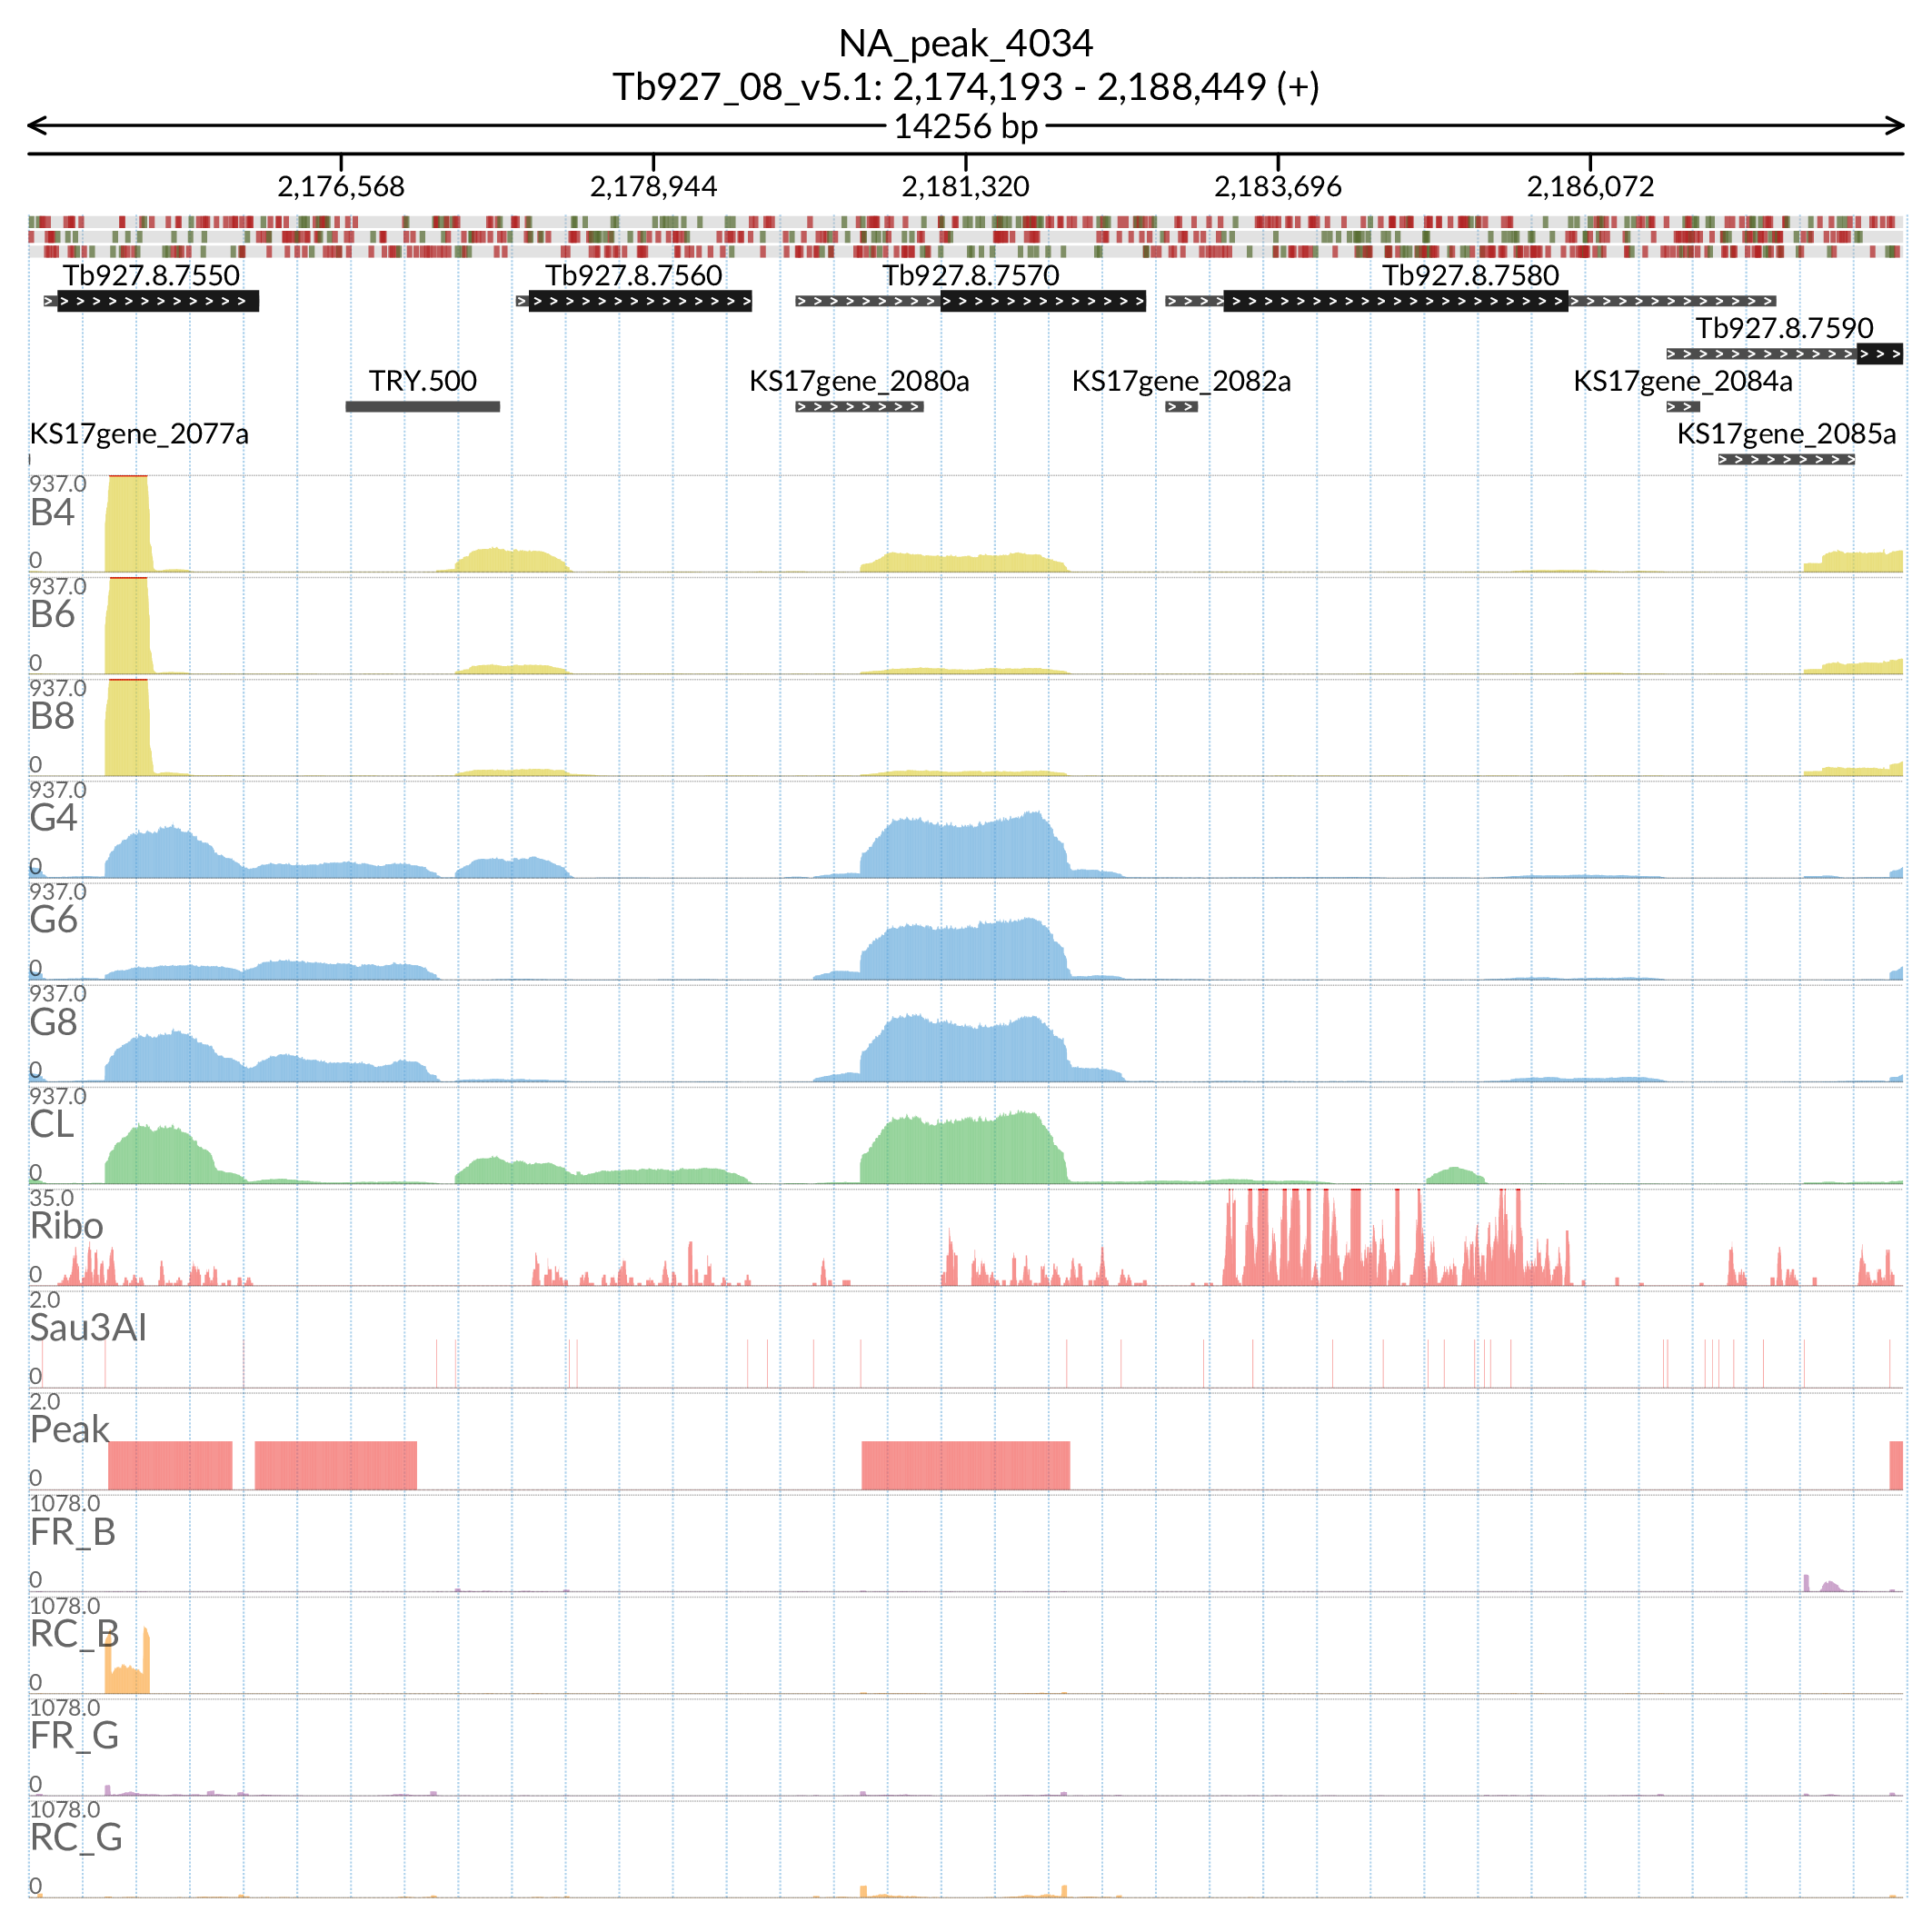 NA_peak_4034
Tb927_08_v5.1: 2,174,193 - 2,188,449 (+)
14256 bp
2,176,568 2,178,944 2,181,320 2,183,696 2,186,072
Tb927.8.7550 Tb927.8.7560 Tb927.8.7570 Tb927.8.7580
Tb927.8.7590
TRY.500 KS17gene_2080a KS17gene_2082a KS17gene_2084a
KS17gene_2077a KS17gene_2085a
937.0
B4
0
937.0
B6
0
937.0
B8
0
937.0
G4
0
937.0
G6
0
937.0
G8
0
937.0
CL
0
35.0
Ribo
0
2.0
Sau3AI
0
2.0
Peak
0
1078.0
FR_B
0
1078.0
RC_B
0
1078.0
FR_G
0
1078.0
RC_G
0